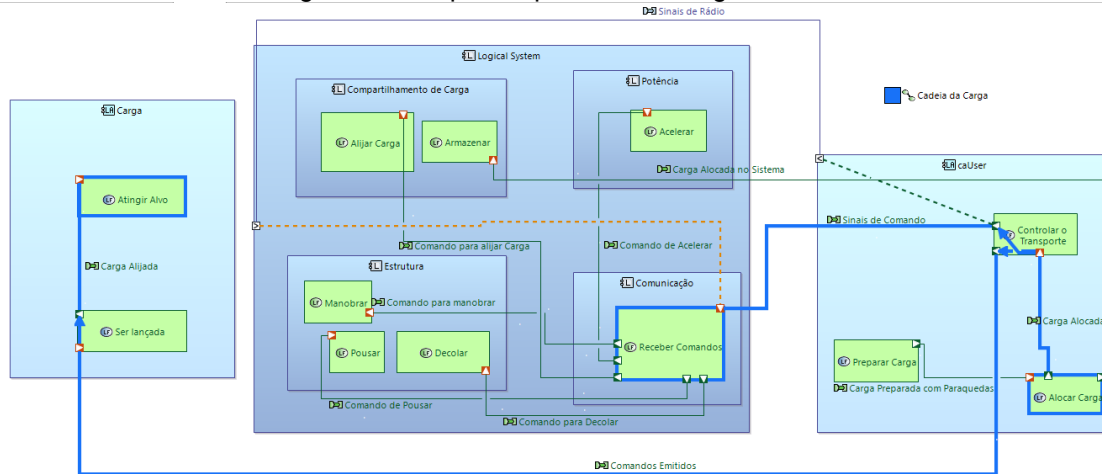 Sinais de Rádio
Logical System
Compartilhamento de Carga
Potência
Cadeia da Carga
Carga
Alijar Carga
Armazenar
Acelerar
caUser
Carga Alocada no Sistema
Atingir Alvo
Sinais de Comando
Controlar o
Transporte
Comando para alijar Carga
Comando de Acelerar
Carga Alijada
Estrutura
Comunicação
Manobrar
Comando para manobrar
Carga Alocada
Ser lançada
Pousar
Decolar
Receber Comandos
Preparar Carga
Carga Preparada com Paraquedas
Alocar Carga
Comando de Pousar
Comando para Decolar
Comandos Emitidos